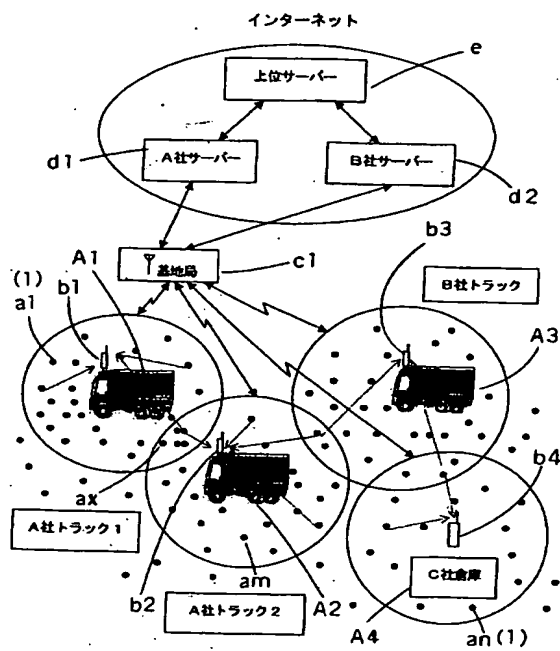 インターネット
e
上位サーバー
A社サーバー
B社サーバー
d1
d2
b3
A1
基地局
c1
B社トラック
(1)
a1
b1
A3
b4
ax
A社トラック1
am
C社倉庫
b2
A社トラック2
A2
A4
an(1)